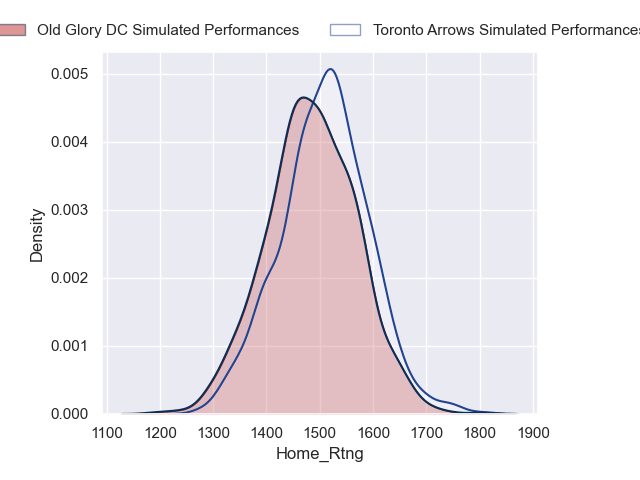 Old Glory DC Simulated Performances
Toronto Arrows Simulated Performances
0.005
0.004
0.003
0.002
0.001
0.000
Density
1100 1200 1300 1400 1500 1600 1700 1800 1900
Home_Rtng